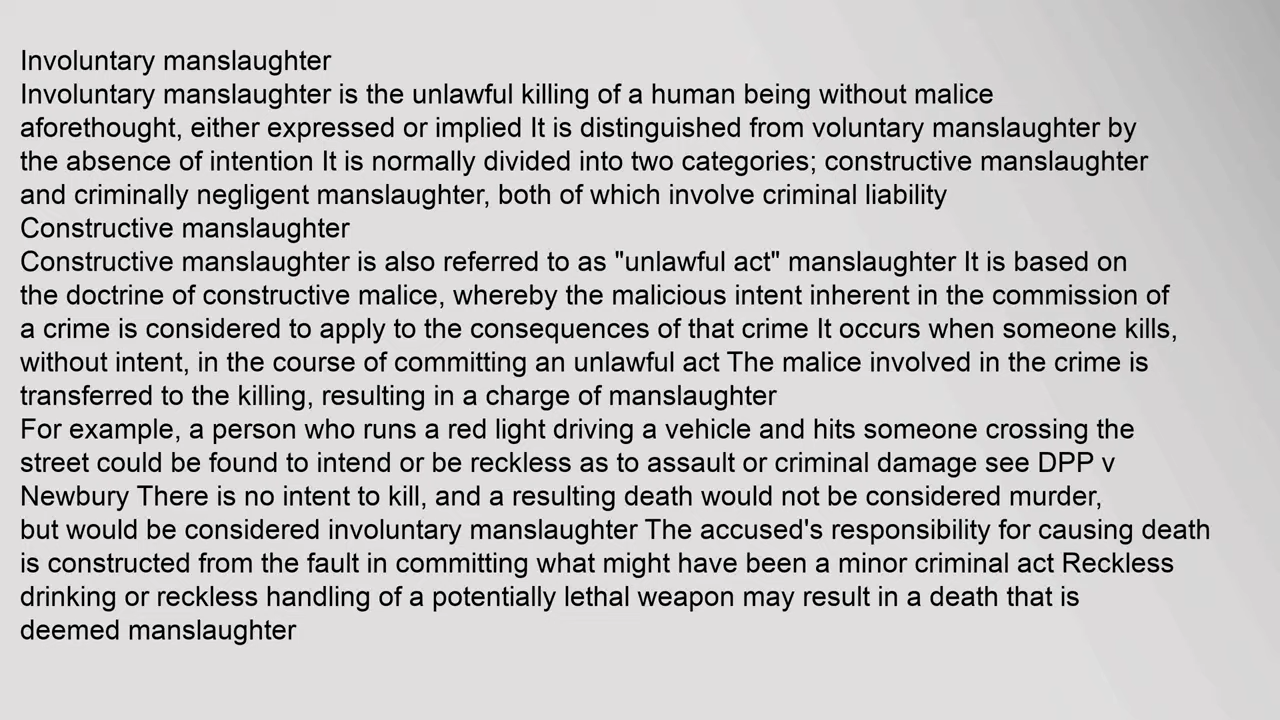 Involuntary manslaughter
Involuntary manslaughter is the unlawful killing of a human being without malice
aforethought, either expressed or implied It is distinguished from voluntary manslaughter by
the absence of intention It is normally divided into two categories; constructive manslaughter
and criminally negligent manslaughter, both of which involve criminal liability
Constructive manslaughter
Constructive manslaughter is also referred to as "unlawful act" manslaughter It is based on
the doctrine of constructive malice, whereby the malicious intent inherent in the commission of
a crime is considered to apply to the consequences of that crime It occurs when someone kills,
without intent, in the course of committing an unlawful act The malice involved in the crime is
transferred to the killing, resulting in a charge of manslaughter
For example, a person who runs a red light driving a vehicle and hits someone crossing the
street could be found to intend or be reckless as to assault or criminal damage see DPP v
Newbury There is no intent to kill, and a resulting death would not be considered murder,
but would be considered involuntary manslaughter The accused's responsibility for causing death
is constructed from the fault in committing what might have been a minor criminal act Reckless
drinking or reckless handling of a potentially lethal weapon may result in a death that is
deemed manslaughter